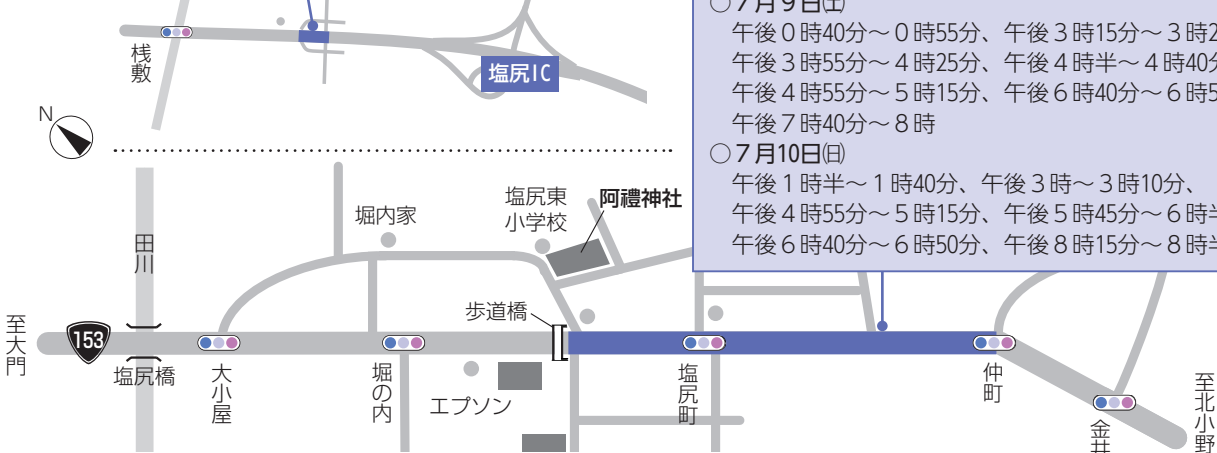 ○７月９日㈯
午後０時40分～０時55分、午後３時15分～３時2
午後３時55分～４時25分、午後４時半～４時40分
午後４時55分～５時15分、午後６時40分～６時5
午後７時40分～８時
○７月10日㈰
午後１時半～１時40分、午後３時～３時10分、
午後４時55分～５時15分、午後５時45分～６時半
午後６時40分～６時50分、午後８時15分～８時半
桟敷
塩尻IC
N
堀内家
塩尻東
小学校
阿禮神社
田川
歩道橋
至大門
153
塩尻橋
大小屋
堀の内
エプソン
塩尻町
仲町
金井
至北小野